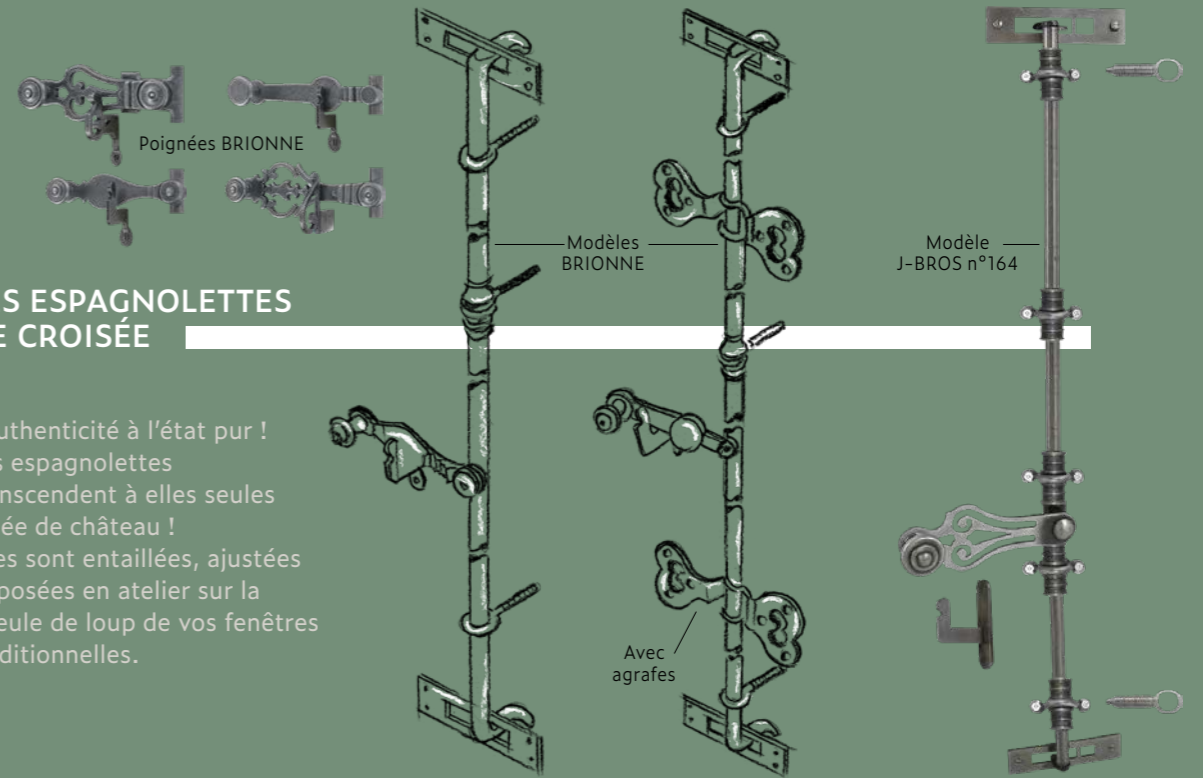 Poignées BRIONNE
Modèles
BRIONNE
Modèle
J-BROS n°164
S ESPAGNOLETTES
E CROISÉE
uthenticité à l'état pur !
s espagnolettes
nscendent à elles seules
ée de château !
es sont entaillées, ajustées
posées en atelier sur la
eule de loup de vos fenêtres
ditionnelles.
Avec
agrafes